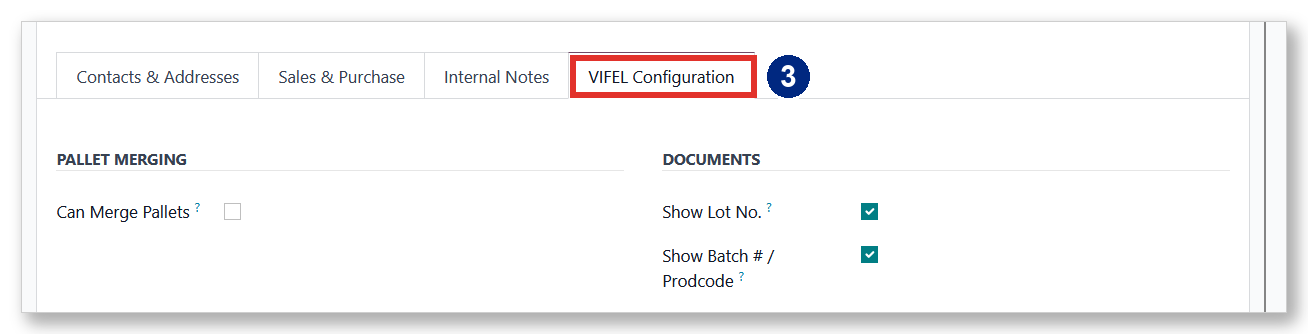 Contacts & Addresses Sales & Purchase Internal Notes VIFEL Configuration 3
PALLET MERGING DOCUMENTS
Can Merge Pallets ? Show Lot No. ?
Show Batch # /
Prodcode ?